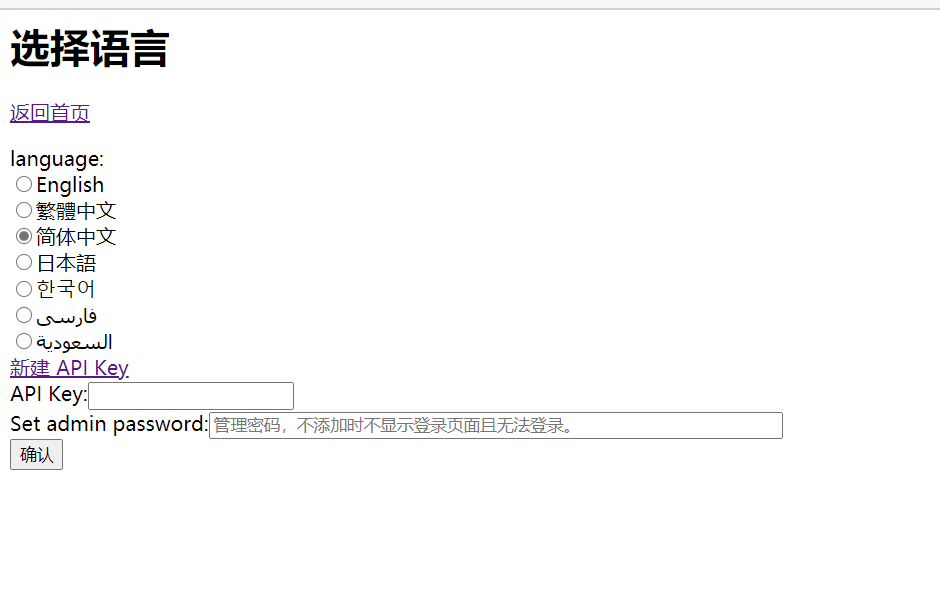 选择语言
返回首页
language:
English
繁體中文
简体中文
日本語
한국어
فارسی
السعودية
新建 API Key
API Key:
Set admin password:管理密码，不添加时不显示登录页面且无法登录。
确认